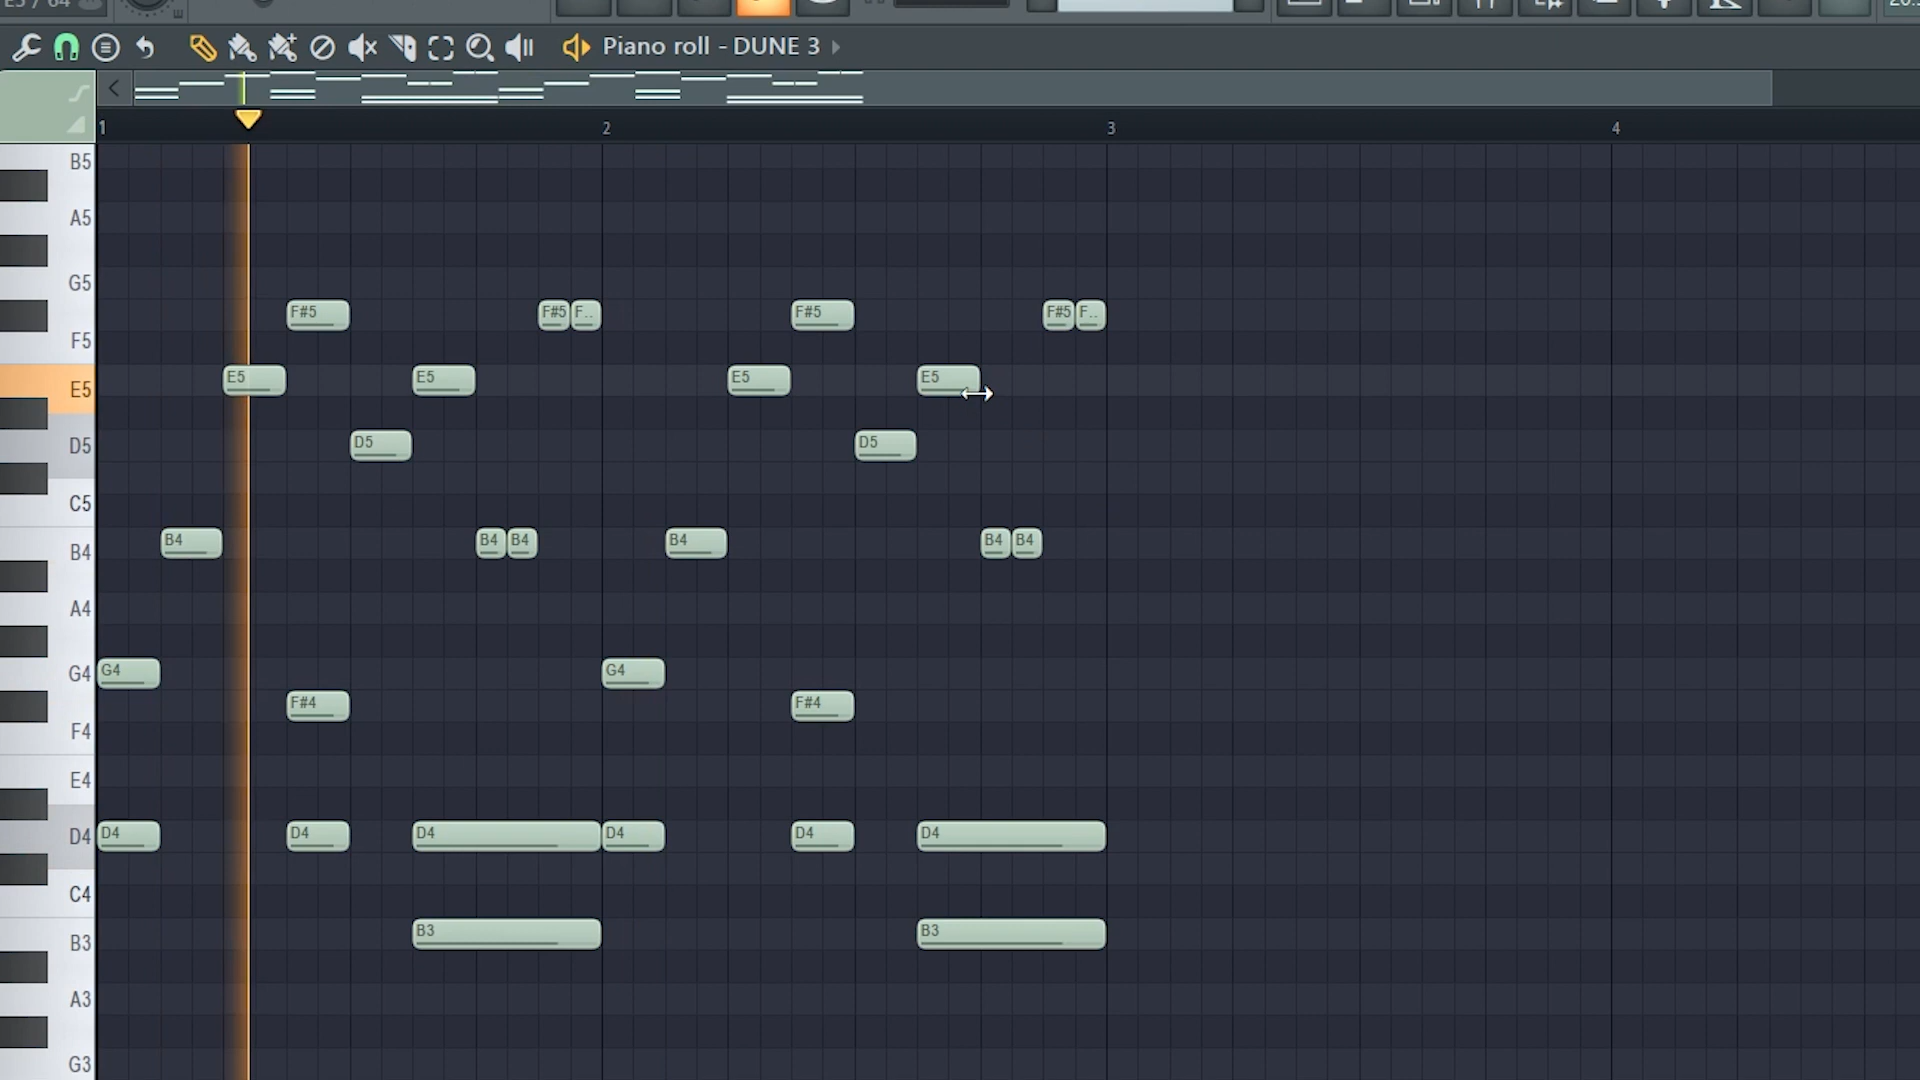 E5 / 64
Piano roll - DUNE 3
1 2 3 4
B5
A5
G5
F#5 F#5 F.. F#5 F#5 F..
F5
E5 E5 E5 E5 E5
D5 D5 D5
C5
B4 B4 B4 B4 B4 B4 B4
A4
G4 G4 G4
F#4 F#4
F4
E4
D4 D4 D4 D4 D4 D4 D4
C4
B3 B3 B3
A3
G3